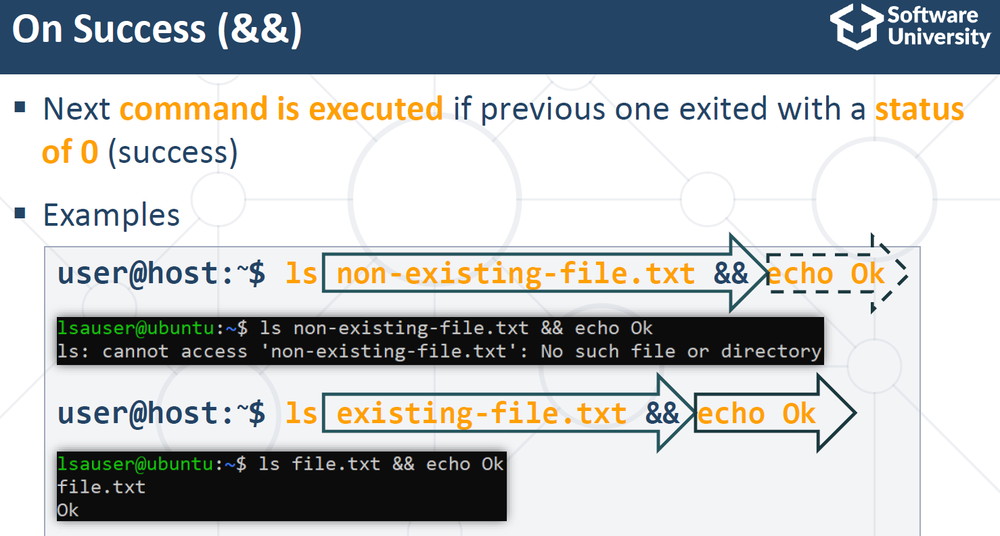 On Success (&&)
Software
University
▪ Next command is executed if previous one exited with a status
of 0 (success)
▪ Examples
user@host:~$ ls non-existing-file.txt && echo Ok
lsauser@ubuntu:~$ ls non-existing-file.txt && echo Ok
ls: cannot access 'non-existing-file.txt': No such file or directory
user@host:~$ ls existing-file.txt && echo Ok
lsauser@ubuntu:~$ ls file.txt && echo Ok
file.txt
Ok